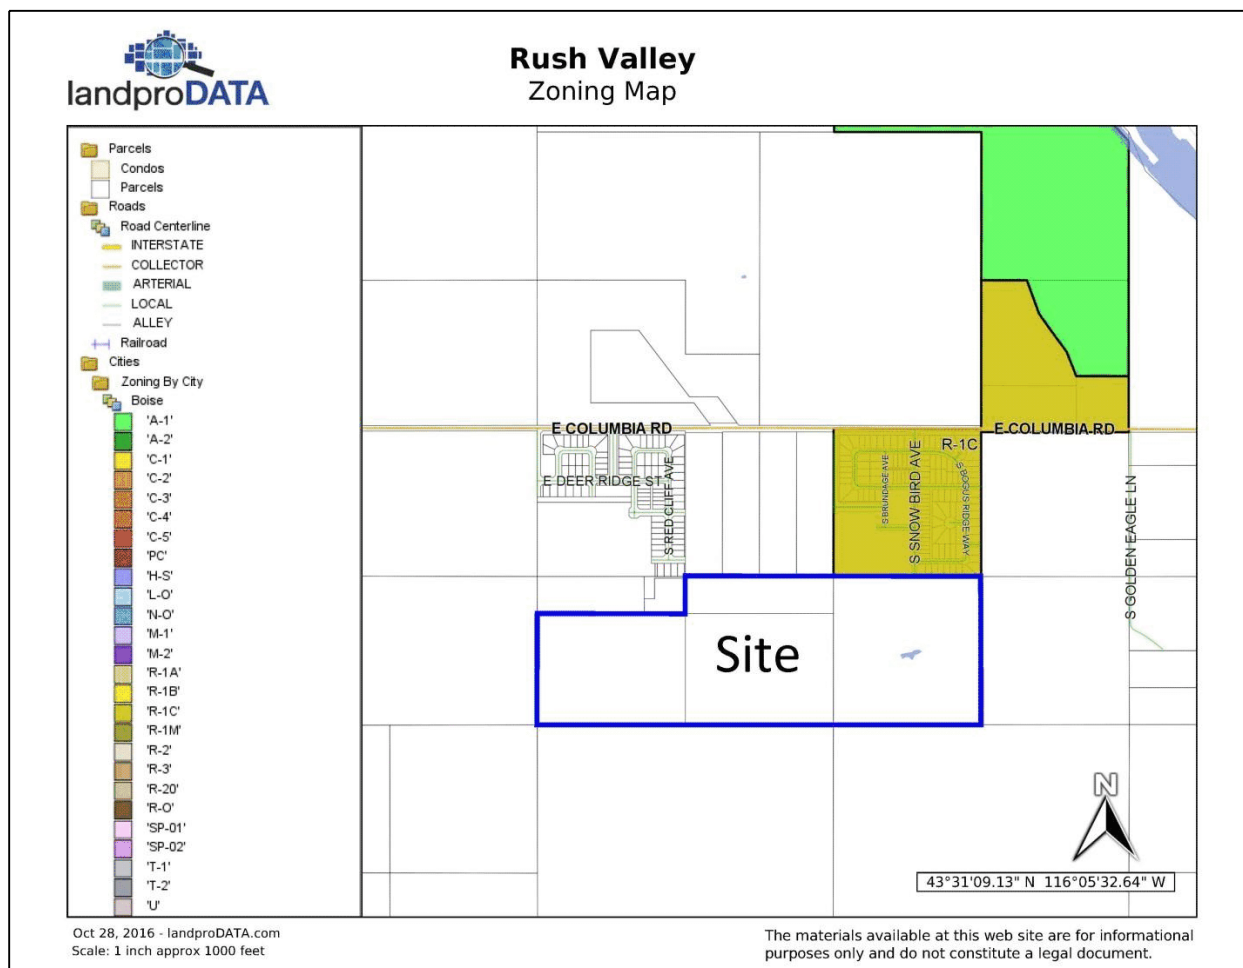 landproDATA
Rush Valley
Zoning Map
Parcels
Condos
Parcels
Roads
Road Centerline
INTERSTATE
COLLECTOR
ARTERIAL
LOCAL
ALLEY
Railroad
Cities
Zoning By City
Boise
'A-1'
'A-2'
'C-1'
'C-2'
'C-3'
'C-4'
'C-5'
'PC'
'H-S'
'L-O'
'N-O'
'M-1'
'M-2'
'R-1A'
'R-1B'
'R-1C'
'R-1M'
'R-2'
'R-3'
'R-20'
'R-O'
'SP-01'
'SP-02'
'T-1'
'T-2'
'U'
E COLUMBIA RD
E COLUMBIA RD
R-1C
E DEER RIDGE ST
S RED CLIFF AVE
S BRUNDAGE AVE
S SNOW BIRD AVE
S BOGUS RIDGE WAY
S GOLDEN EAGLE LN
Site
N
43°31'09.13" N 116°05'32.64" W
Oct 28, 2016 - landproDATA.com
Scale: 1 inch approx 1000 feet
The materials available at this web site are for informational
purposes only and do not constitute a legal document.